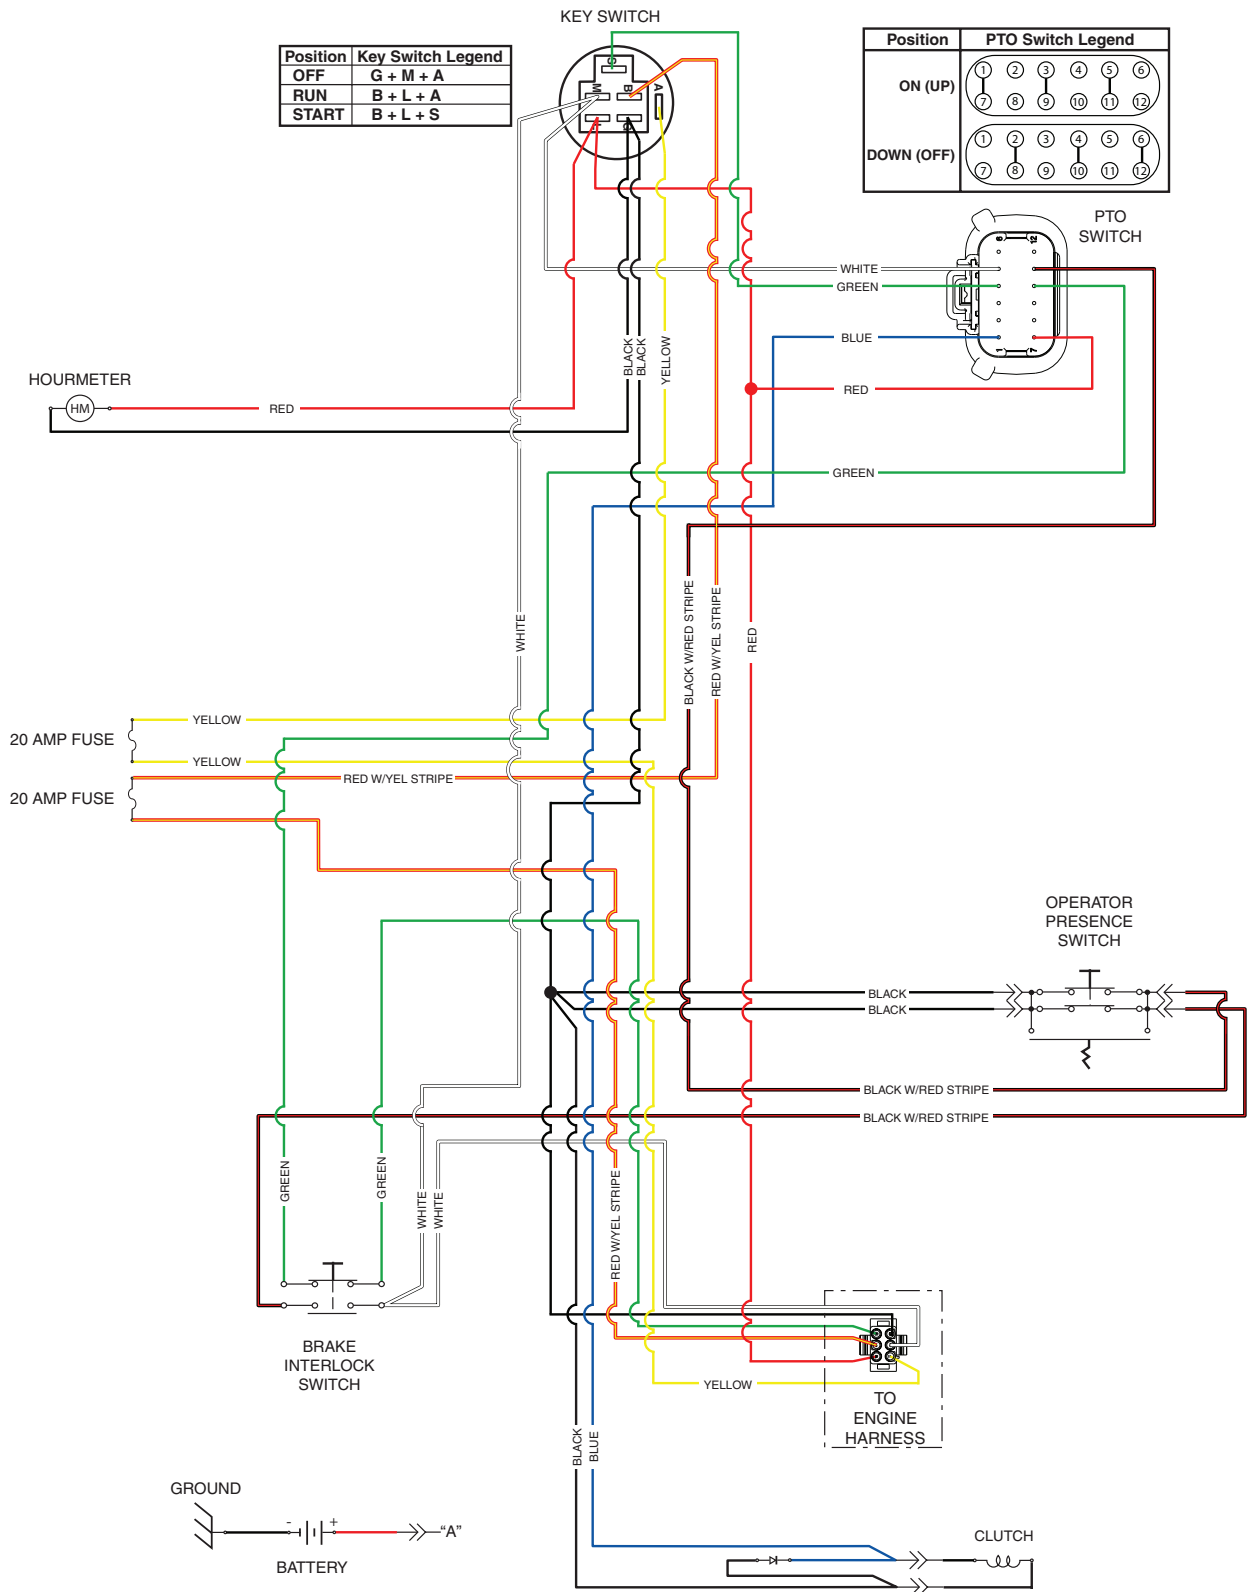 KEY SWITCH
Position Key Switch Legend
OFF G + M + A
RUN B + L + A
START B + L + S
Position PTO Switch Legend
ON (UP)
1 2 3 4 5 6
7 8 9 10 11 12
DOWN (OFF)
1 2 3 4 5 6
7 8 9 10 11 12
M B A
G
PTO
SWITCH
6 12
1 7
WHITE
GREEN
BLUE
RED
BLACK
BLACK
YELLOW
HOURMETER
HM
RED
GREEN
WHITE
BLACK W/RED STRIPE
RED W/YEL STRIPE
RED
20 AMP FUSE
YELLOW
YELLOW
20 AMP FUSE
RED W/YEL STRIPE
OPERATOR
PRESENCE
SWITCH
BLACK
BLACK
BLACK W/RED STRIPE
BLACK W/RED STRIPE
GREEN
GREEN
WHITE
WHITE
RED W/YEL STRIPE
BRAKE
INTERLOCK
SWITCH
YELLOW
TO
ENGINE
HARNESS
BLACK
BLUE
GROUND
- +
"A"
BATTERY
CLUTCH